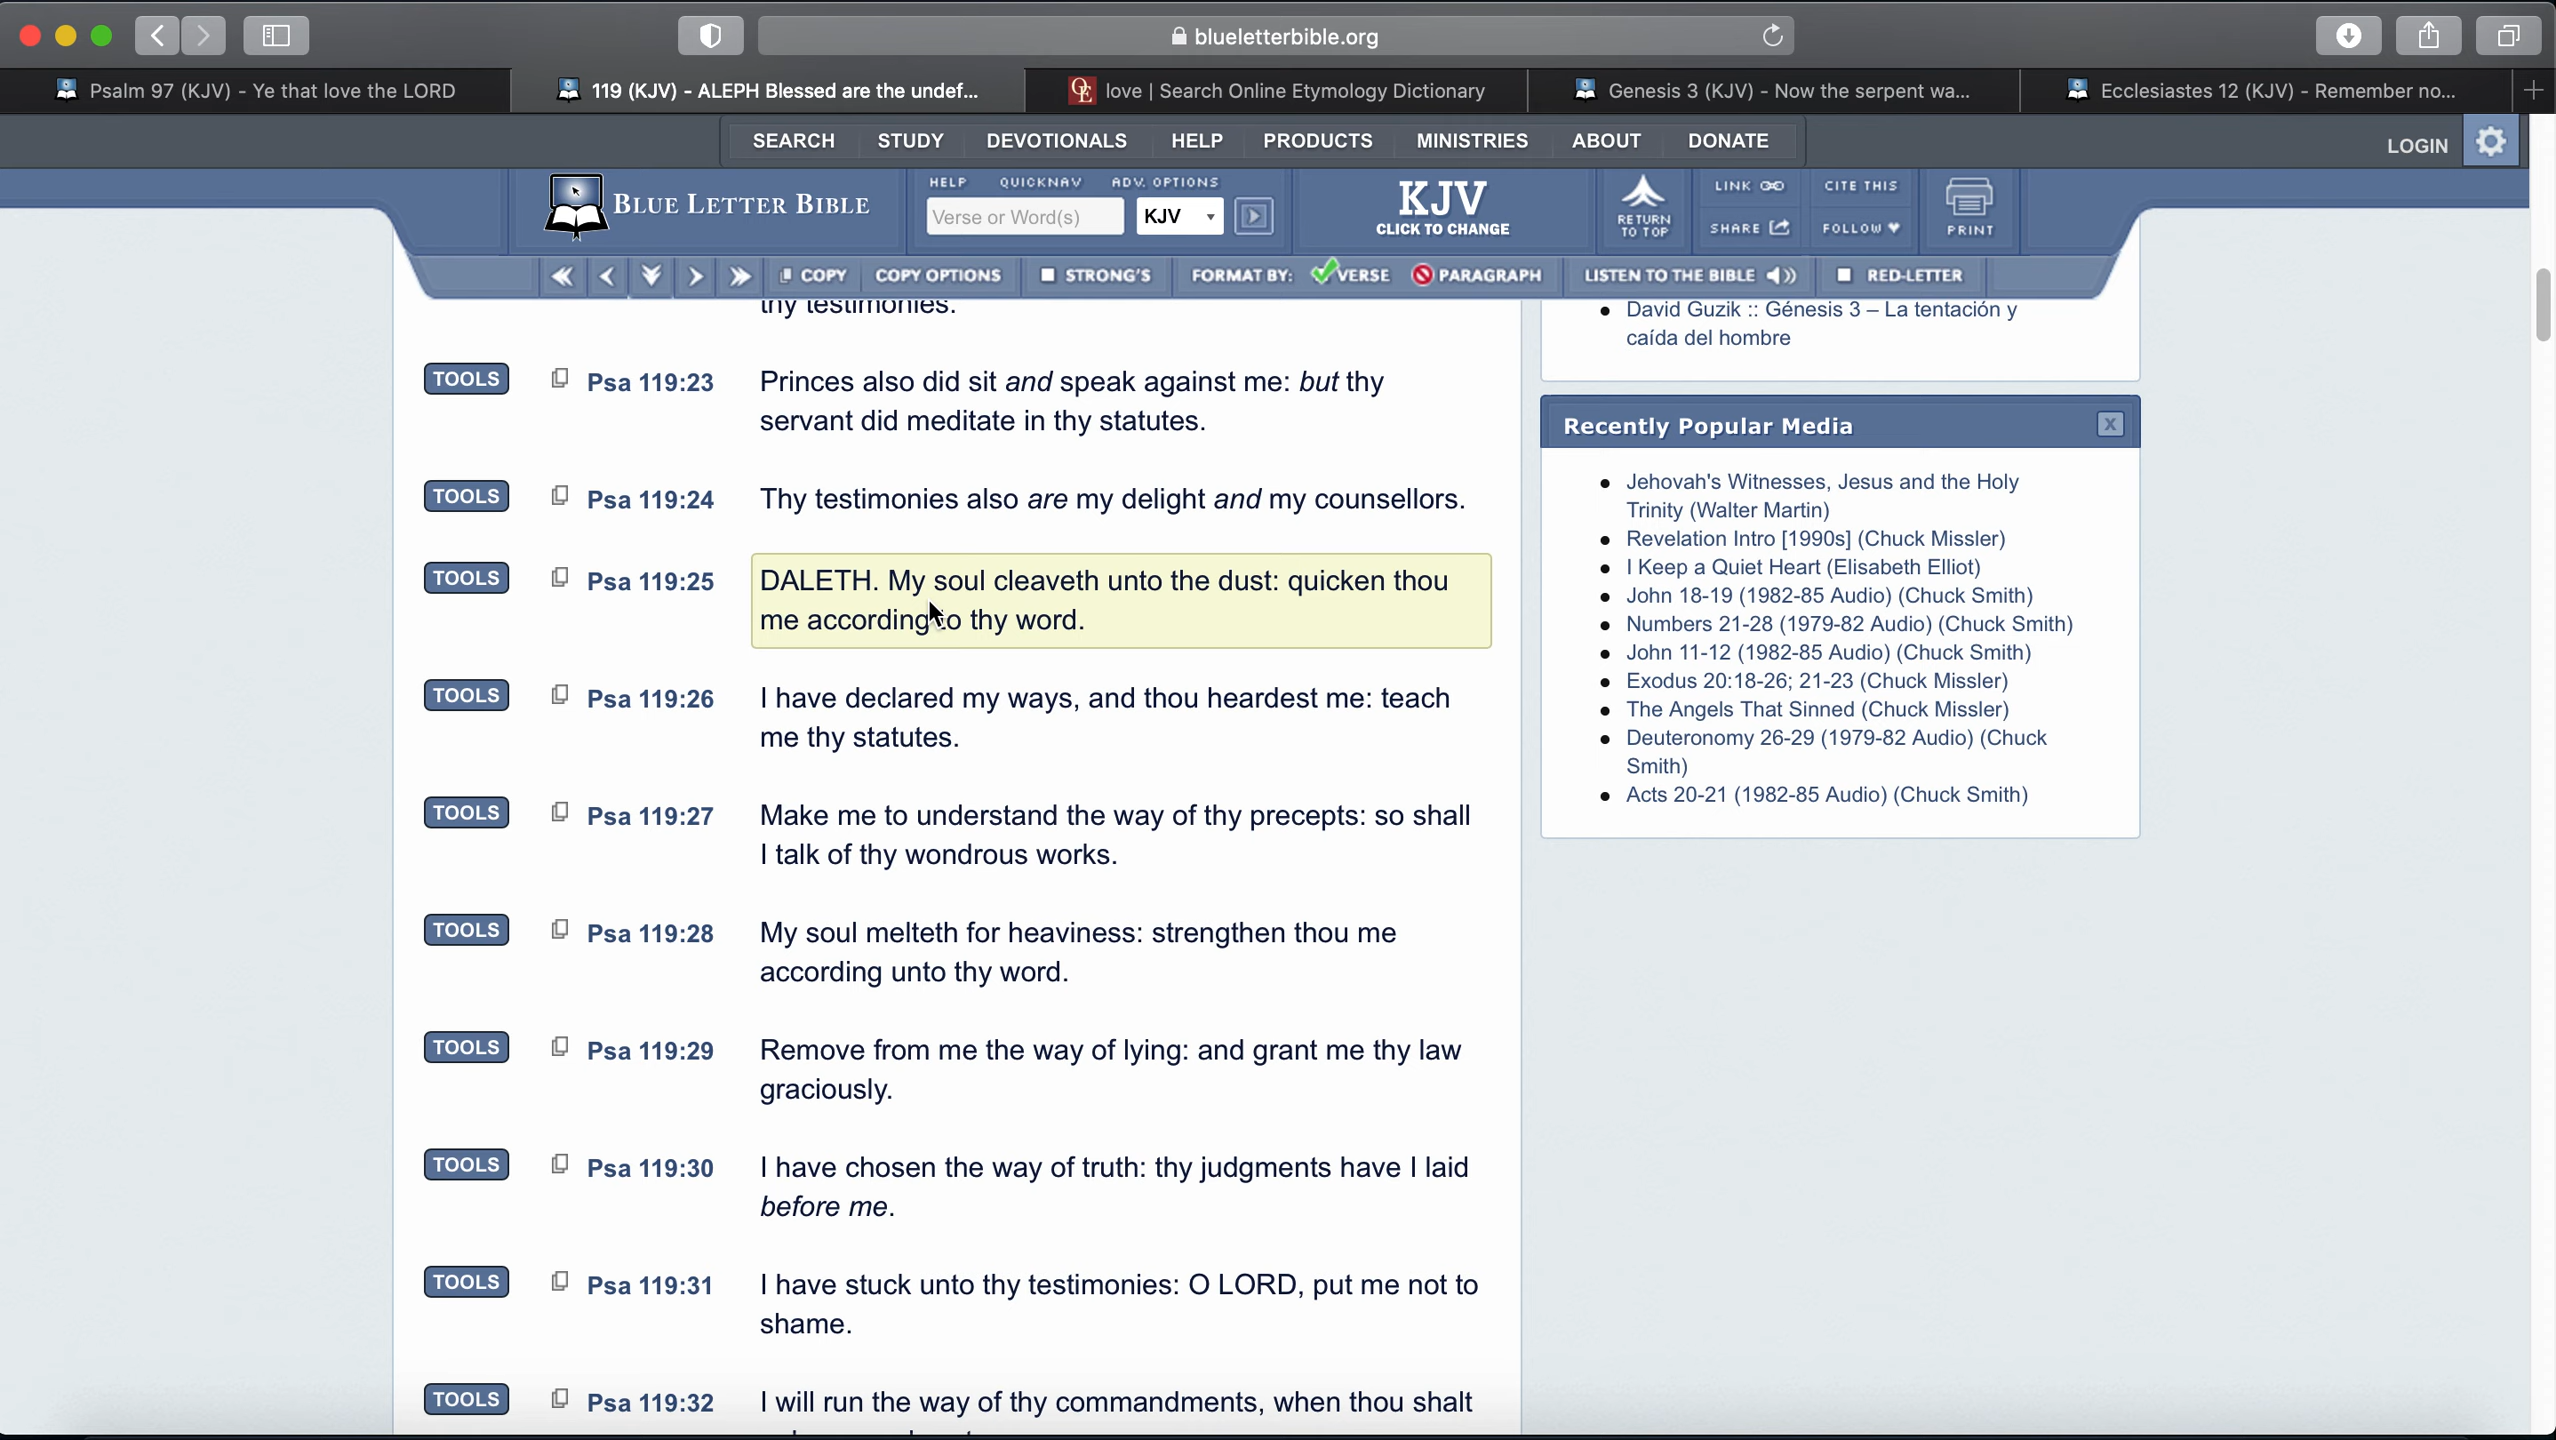 blueletterbible.org
Psalm 97 (KJV) - Ye that love the LORD
119 (KJV) - ALEPH Blessed are the undef...
love | Search Online Etymology Dictionary
Genesis 3 (KJV) - Now the serpent wa...
Ecclesiastes 12 (KJV) - Remember no...
SEARCH STUDY DEVOTIONALS HELP PRODUCTS MINISTRIES ABOUT DONATE
LOGIN
BLUE LETTER BIBLE
HELP QUICKNAV ADV. OPTIONS
Verse or Word(s) KJV
KJV
CLICK TO CHANGE
RETURN
TO TOP
LINK CITE THIS
SHARE FOLLOW
PRINT
COPY COPY OPTIONS STRONG'S FORMAT BY: VERSE PARAGRAPH LISTEN TO THE BIBLE RED-LETTER
thy testimonies.
TOOLS Psa 119:23 Princes also did sit and speak against me: but thy
servant did meditate in thy statutes.
TOOLS Psa 119:24 Thy testimonies also are my delight and my counsellors.
TOOLS Psa 119:25 DALETH. My soul cleaveth unto the dust: quicken thou
me according to thy word.
TOOLS Psa 119:26 I have declared my ways, and thou heardest me: teach
me thy statutes.
TOOLS Psa 119:27 Make me to understand the way of thy precepts: so shall
I talk of thy wondrous works.
TOOLS Psa 119:28 My soul melteth for heaviness: strengthen thou me
according unto thy word.
TOOLS Psa 119:29 Remove from me the way of lying: and grant me thy law
graciously.
TOOLS Psa 119:30 I have chosen the way of truth: thy judgments have I laid
before me.
TOOLS Psa 119:31 I have stuck unto thy testimonies: O LORD, put me not to
shame.
TOOLS Psa 119:32 I will run the way of thy commandments, when thou shalt
David Guzik :: Génesis 3 – La tentación y
caída del hombre
Recently Popular Media
x
Jehovah's Witnesses, Jesus and the Holy
Trinity (Walter Martin)
Revelation Intro [1990s] (Chuck Missler)
I Keep a Quiet Heart (Elisabeth Elliot)
John 18-19 (1982-85 Audio) (Chuck Smith)
Numbers 21-28 (1979-82 Audio) (Chuck Smith)
John 11-12 (1982-85 Audio) (Chuck Smith)
Exodus 20:18-26; 21-23 (Chuck Missler)
The Angels That Sinned (Chuck Missler)
Deuteronomy 26-29 (1979-82 Audio) (Chuck
Smith)
Acts 20-21 (1982-85 Audio) (Chuck Smith)